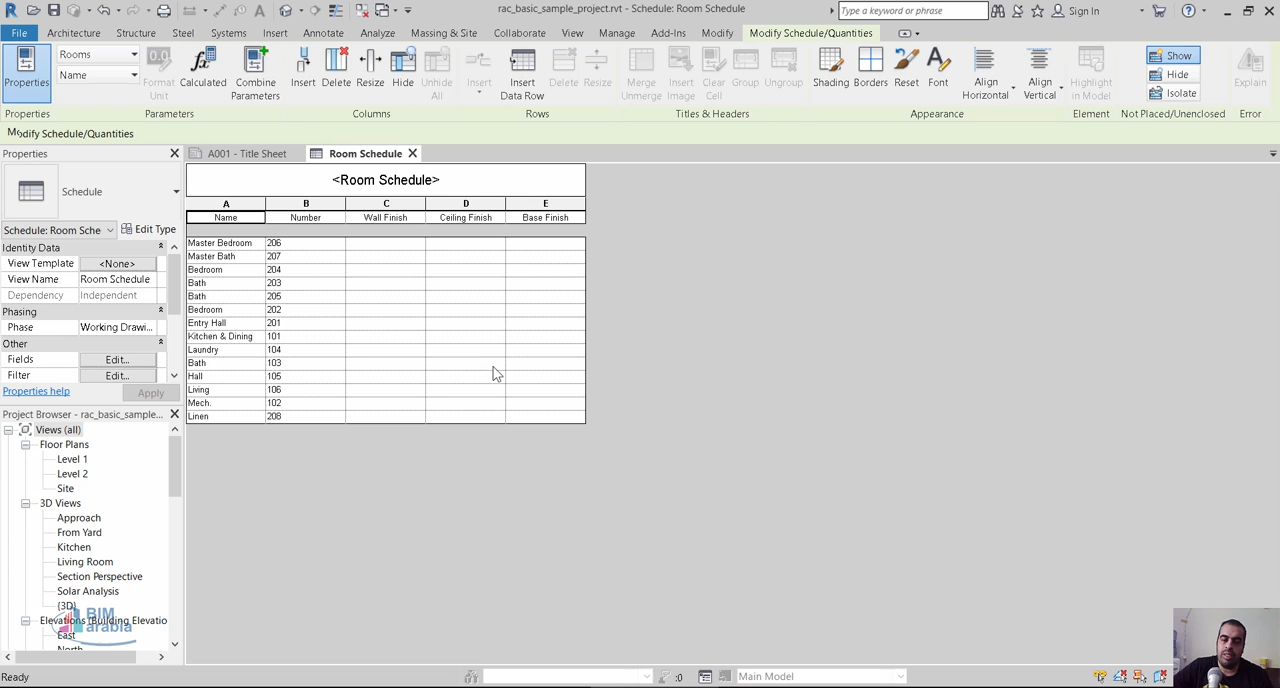 rac_basic_sample_project.rvt - Schedule: Room Schedule
Type a keyword or phrase
Sign In
File Architecture Structure Steel Systems Insert Annotate Analyze Massing & Site Collaborate View Manage Add-Ins Modify Modify Schedule/Quantities
Properties
Rooms
Name
Format Unit
Calculated
Combine Parameters
Insert
Delete
Resize
Hide
Unhide All
Insert
Insert Data Row
Delete
Resize
Merge Unmerge
Insert Image
Clear Cell
Group
Ungroup
Shading
Borders
Reset
Font
Align Horizontal
Align Vertical
Highlight in Model
Show
Hide
Isolate
Explain
Properties Parameters Columns Rows Titles & Headers Appearance Element Not Placed/Unenclosed Error
Modify Schedule/Quantities
Properties
Schedule
Schedule: Room Sche
Edit Type
Identity Data
View Template <None>
View Name Room Schedule
Dependency Independent
Phasing
Phase Working Drawi...
Other
Fields Edit...
Filter Edit...
Properties help
Apply
Project Browser - rac_basic_sample...
Views (all)
Floor Plans
Level 1
Level 2
Site
3D Views
Approach
From Yard
Kitchen
Living Room
Section Perspective
Solar Analysis
{3D}
Elevations (Building Elevatio
East
North
BIM
arabia
A001 - Title Sheet
Room Schedule
<Room Schedule>
A B C D E
Name Number Wall Finish Ceiling Finish Base Finish
Master Bedroom 206
Master Bath 207
Bedroom 204
Bath 203
Bath 205
Bedroom 202
Entry Hall 201
Kitchen & Dining 101
Laundry 104
Bath 103
Hall 105
Living 106
Mech. 102
Linen 208
Ready
:0
Main Model